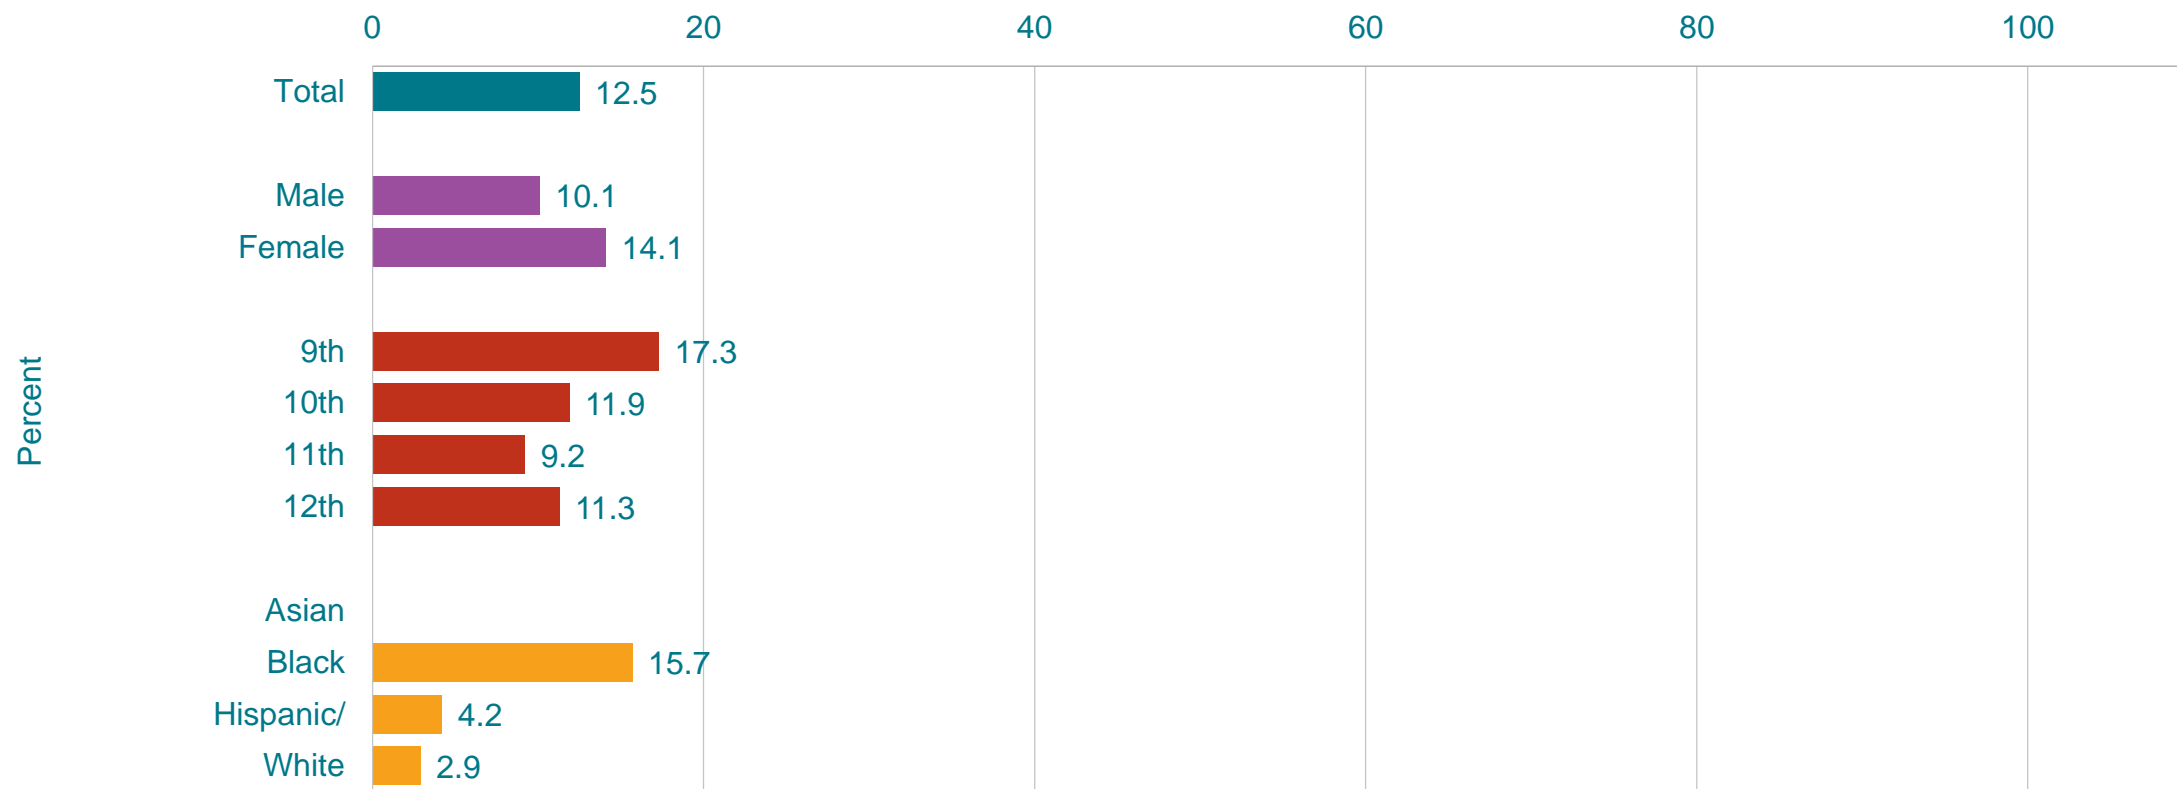 0 20 40 60 80 100
Total 12.5
Male 10.1
Female 14.1
9th 17.3
10th 11.9
11th 9.2
12th 11.3
Asian
Black 15.7
Hispanic/ 4.2
White 2.9
Percent